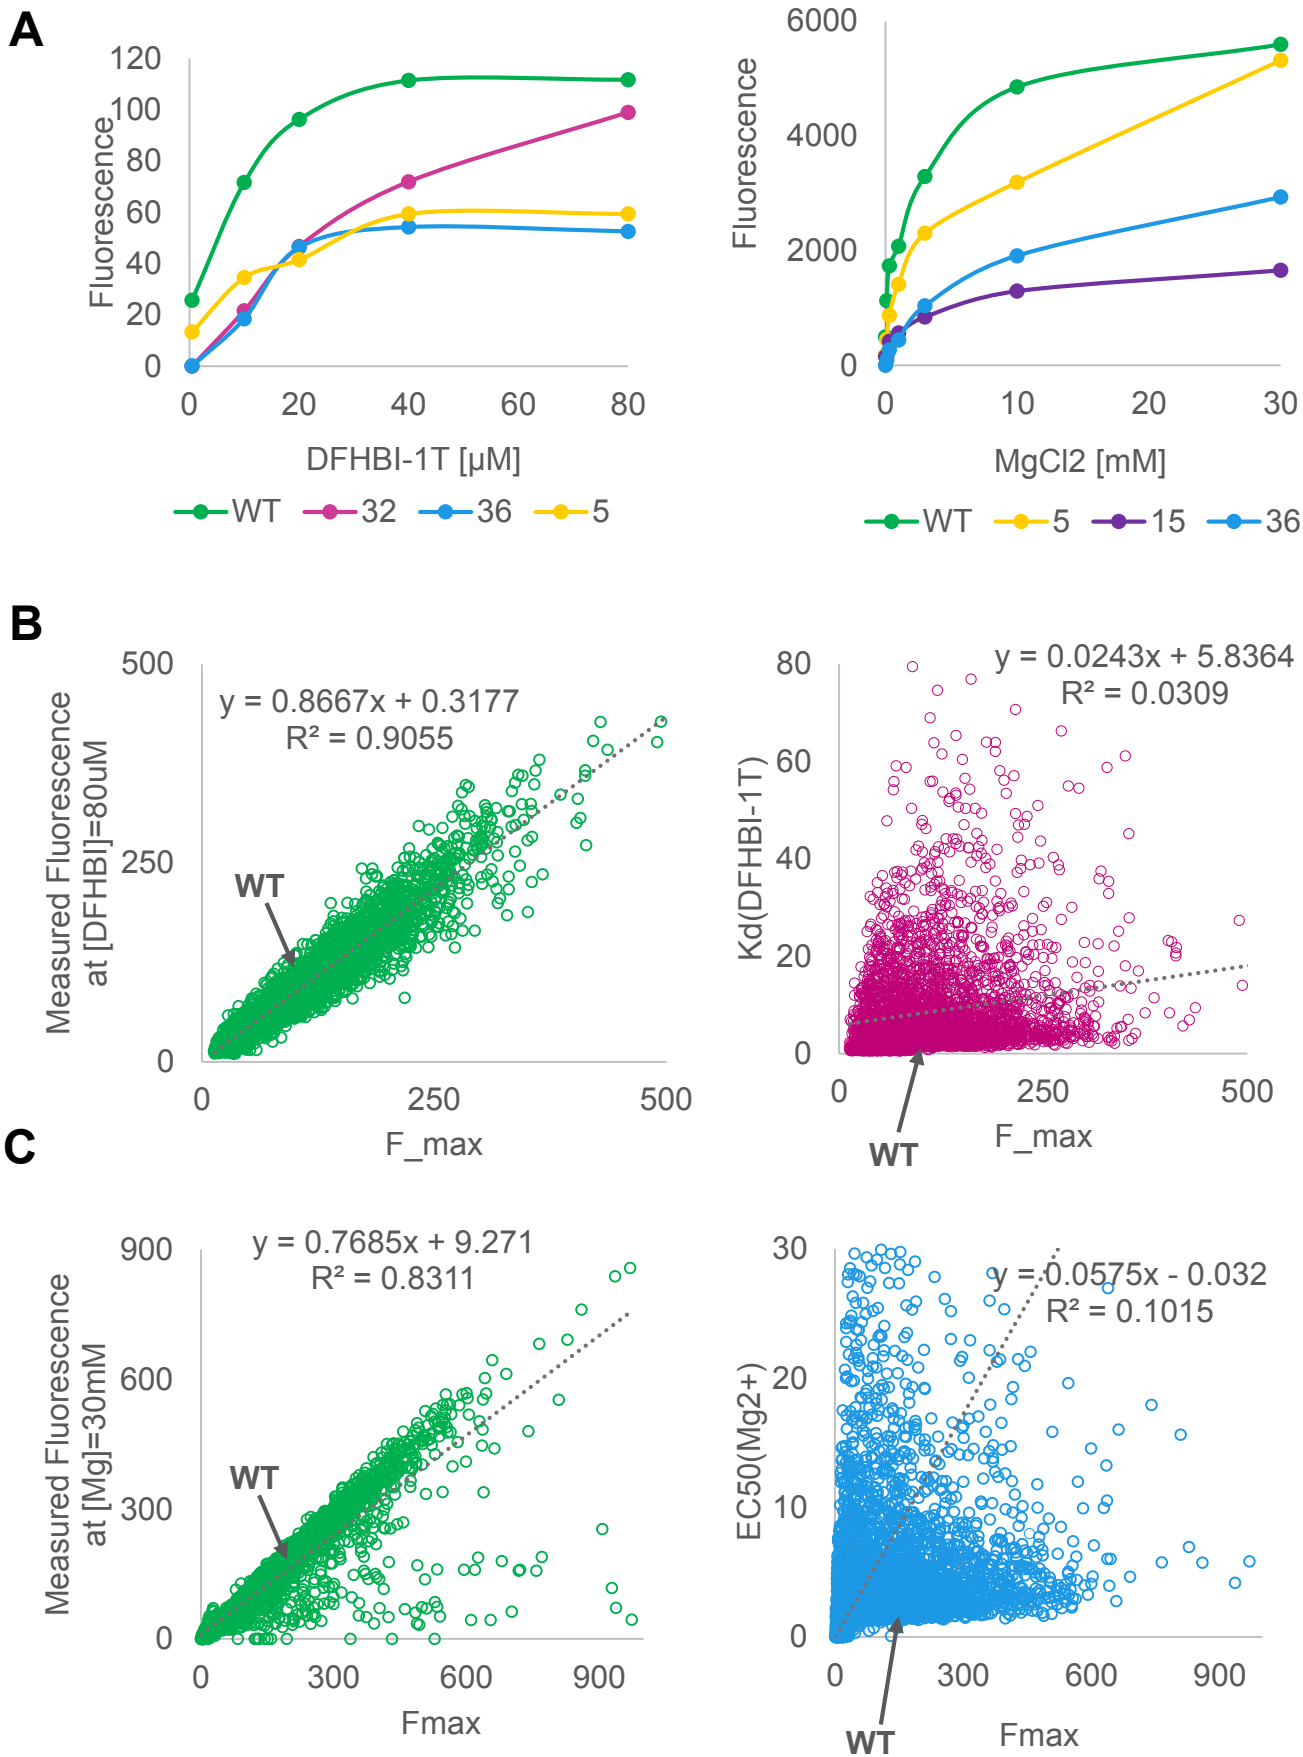 A
120
100
80
60
40
20
0
Fluorescence
0 20 40 60 80
DFHBI-1T [µM]
WT 32 36 5
6000
4000
2000
0
Fluorescence
0 10 20 30
MgCl2 [mM]
WT 5 15 36
B
500
250
0
Measured Fluorescence
at [DFHBI]=80uM
y = 0.8667x + 0.3177
R² = 0.9055
WT
0 250 500
F_max
80
60
40
20
0
Kd(DFHBI-1T)
y = 0.0243x + 5.8364
R² = 0.0309
0 250 500
WT
F_max
C
900
600
300
0
Measured Fluorescence
at [Mg]=30mM
y = 0.7685x + 9.271
R² = 0.8311
WT
0 300 600 900
Fmax
30
20
10
0
EC50(Mg2+)
y = 0.0575x - 0.032
R² = 0.1015
0 300 600 900
WT
Fmax